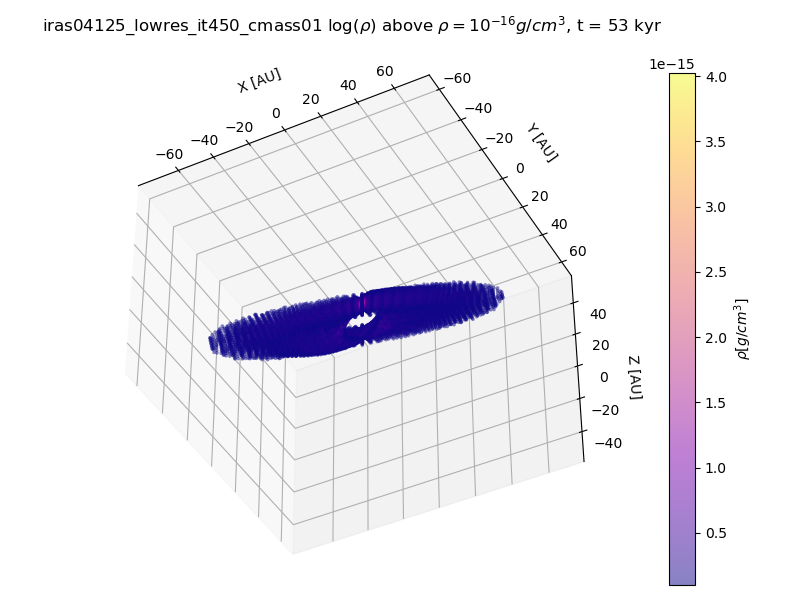 iras04125_lowres_it450_cmass01 log(ρ) above ρ = 10⁻¹⁶g/cm³, t = 53 kyr
X [AU]
−60 −40 −20 0 20 40 60
Y [AU]
−60 −40 −20 0 20 40 60
Z [AU]
40 20 0 −20 −40
1e−15
4.0
3.5
3.0
2.5
2.0
1.5
1.0
0.5
ρ[g/cm³]